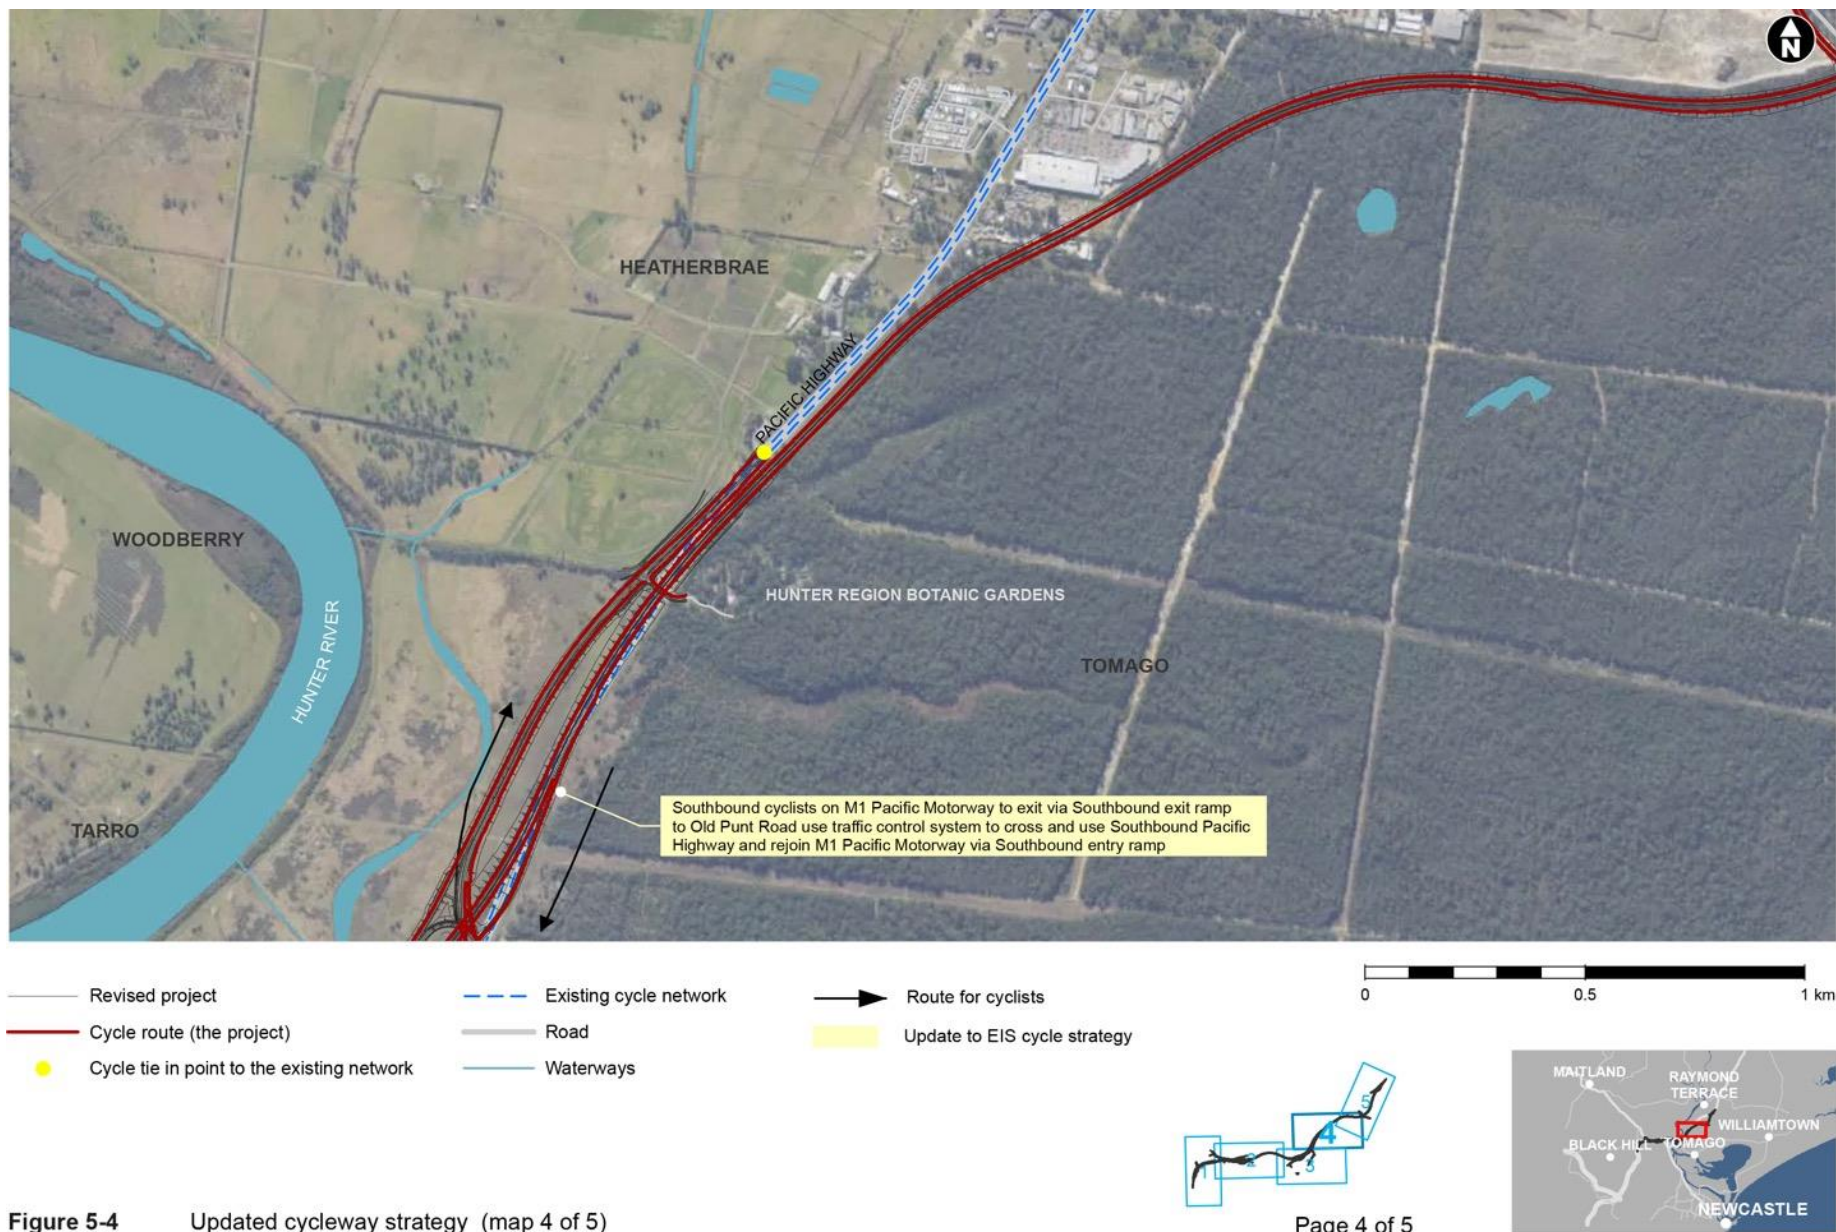 N
HEATHERBRAE
PACIFIC HIGHWAY
WOODBERRY
HUNTER RIVER
HUNTER REGION BOTANIC GARDENS
TOMAGO
TARRO
Southbound cyclists on M1 Pacific Motorway to exit via Southbound exit ramp
to Old Punt Road use traffic control system to cross and use Southbound Pacific
Highway and rejoin M1 Pacific Motorway via Southbound entry ramp
Revised project
Cycle route (the project)
Cycle tie in point to the existing network
Existing cycle network
Road
Waterways
Route for cyclists
Update to EIS cycle strategy
0 0.5 1 km
1
2
3
4
5
MAITLAND
RAYMOND
TERRACE
WILLIAMTOWN
BLACK HILL
TOMAGO
NEWCASTLE
Figure 5-4 Updated cycleway strategy (map 4 of 5)
Page 4 of 5